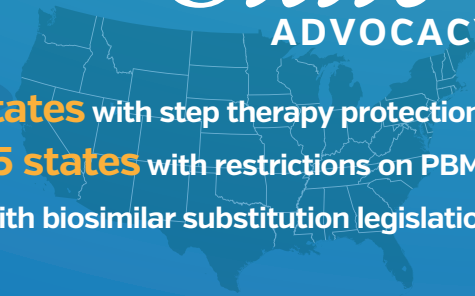 ADVOCAC
tates with step therapy protection
5 states with restrictions on PBM
ith biosimilar substitution legislatio